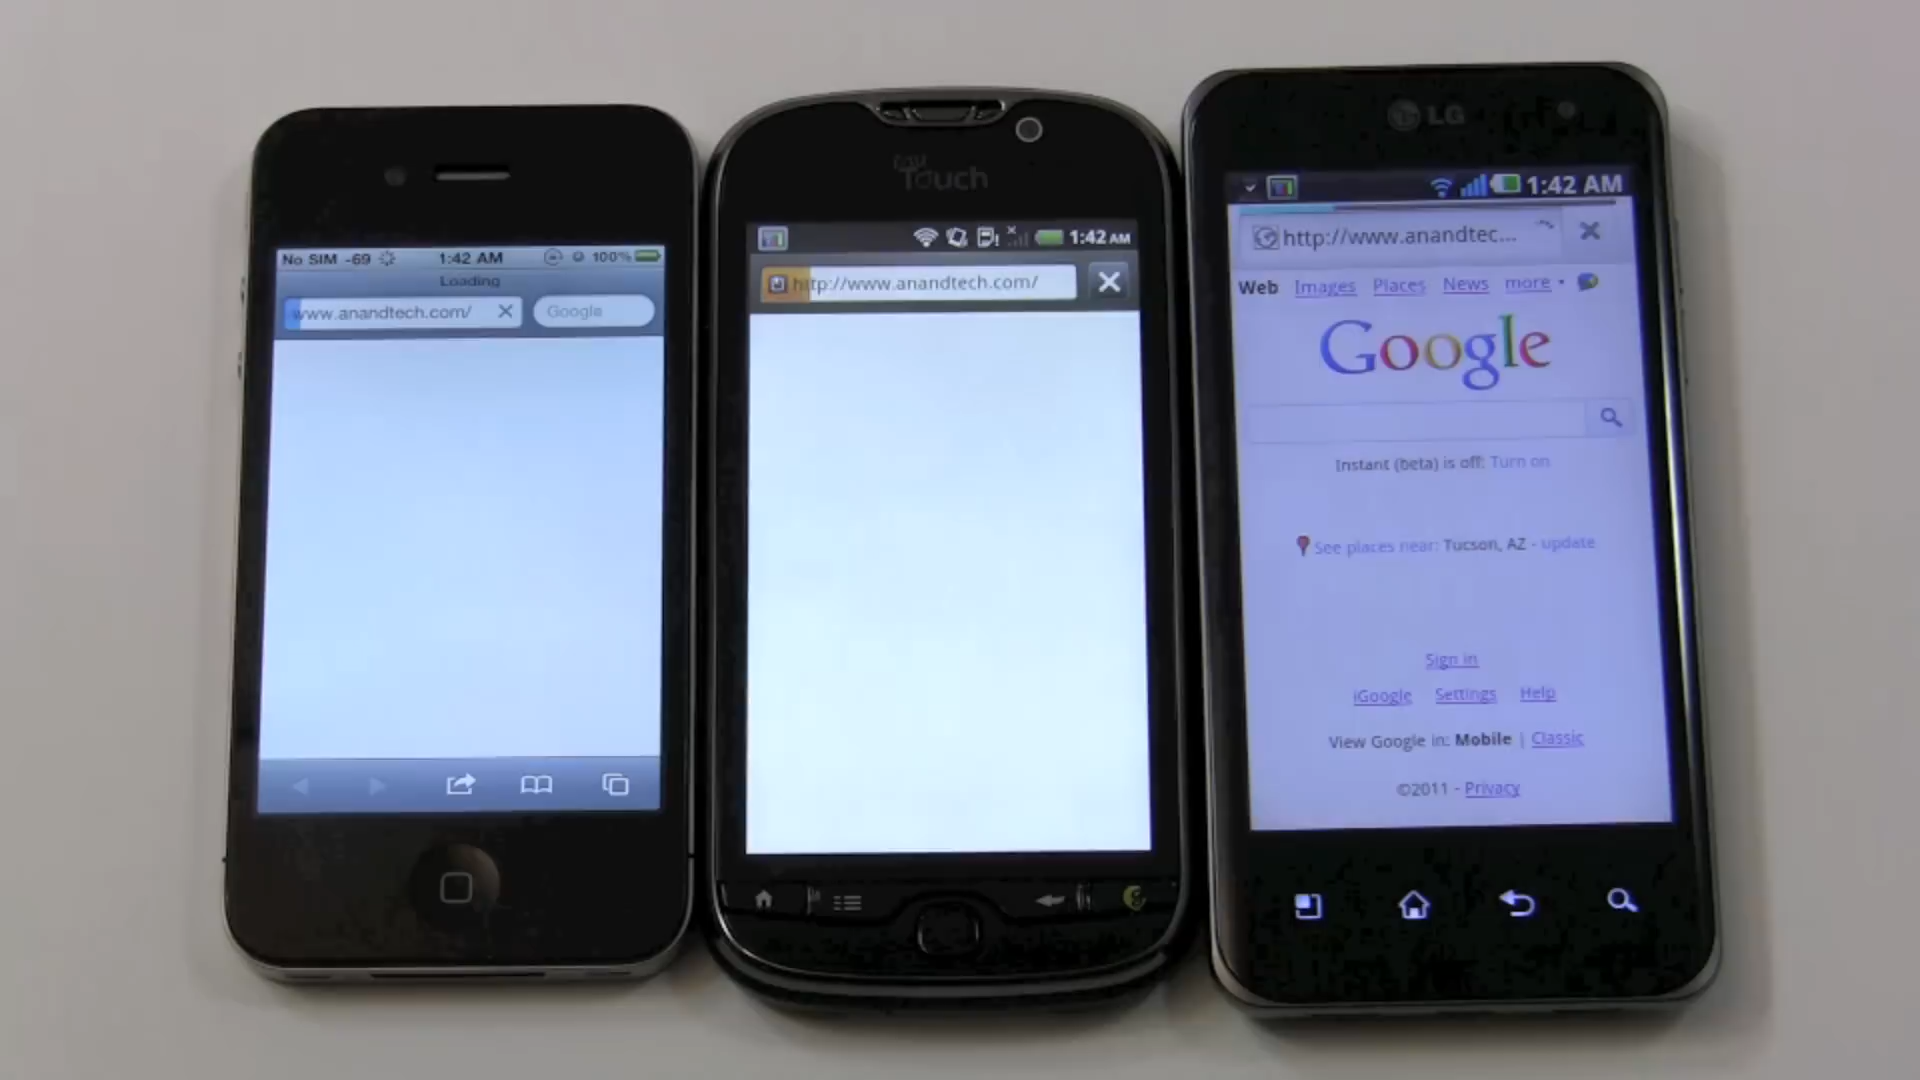 No SIM -69 1:42 AM 100%
Loading
www.anandtech.com/ Google
my
Touch
1:42 AM
http://www.anandtech.com/
LG
1:42 AM
http://www.anandtec...
Web Images Places News more
Google
Instant (beta) is off: Turn on
See places near: Tucson, AZ - update
Sign in
iGoogle Settings Help
View Google in: Mobile | Classic
©2011 - Privacy